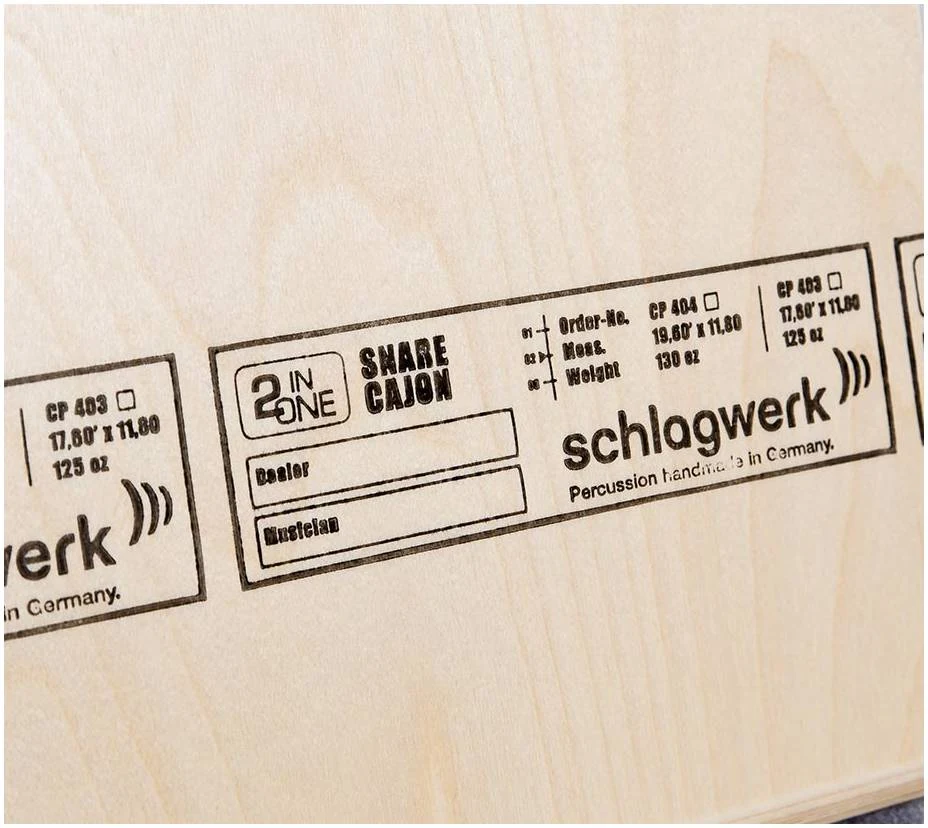 CP 403
17,60' x 11,80
125 oz
werk
in Germany.
2 IN ONE
SNARE
CAJON
Dealer
Musician
01 Order-No. CP 404 CP 403
02 Meas. 19,60' x 11,80 17,60' x 11,80
03 Weight 130 oz 125 oz
schlagwerk
Percussion handmade in Germany.